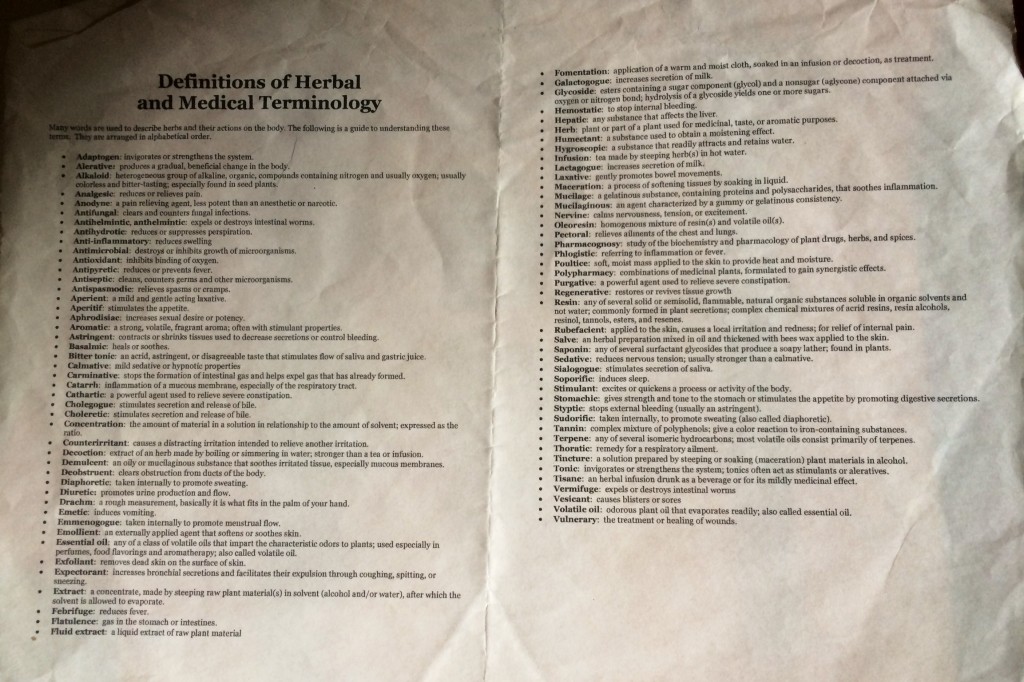 Definitions of Herbal
and Medical Terminology
Many words are used to describe herbs and their actions on the body. The following is a guide to understanding these
terms. They are arranged in alphabetical order.
• Adaptogen: invigorates or strengthens the system.
• Alerative: produces a gradual, beneficial change in the body.
• Alkaloid: heterogeneous group of alkaline, organic, compounds containing nitrogen and usually oxygen; usually
colorless and bitter-tasting; especially found in seed plants.
• Analgesic: reduces or relieves pain.
• Anodyne: a pain relieving agent, less potent than an anesthetic or narcotic.
• Antifungal: clears and counters fungal infections.
• Antihelmintic, anthelmintic: expels or destroys intestinal worms.
• Antihydrotic: reduces or suppresses perspiration.
• Anti-inflammatory: reduces swelling
• Antimicrobial: destroys or inhibits growth of microorganisms.
• Antioxidant: inhibits binding of oxygen.
• Antipyretic: reduces or prevents fever.
• Antiseptic: cleans, counters germs and other microorganisms.
• Antispasmodic: relieves spasms or cramps.
• Aperient: a mild and gentle acting laxative.
• Aperitif: stimulates the appetite.
• Aphrodisiac: increases sexual desire or potency.
• Aromatic: a strong, volatile, fragrant aroma; often with stimulant properties.
• Astringent: contracts or shrinks tissues used to decrease secretions or control bleeding.
• Basalmic: heals or soothes.
• Bitter tonic: an acrid, astringent, or disagreeable taste that stimulates flow of saliva and gastric juice.
• Calmative: mild sedative or hypnotic properties
• Carminative: stops the formation of intestinal gas and helps expel gas that has already formed.
• Catarrh: inflammation of a mucous membrane, especially of the respiratory tract.
• Cathartic: a powerful agent used to relieve severe constipation.
• Cholegogue: stimulates secretion and release of bile.
• Choleretic: stimulates secretion and release of bile.
• Concentration: the amount of material in a solution in relationship to the amount of solvent; expressed as the
ratio.
• Counterirritant: causes a distracting irritation intended to relieve another irritation.
• Decoction: extract of an herb made by boiling or simmering in water; stronger than a tea or infusion.
• Demulcent: an oily or mucilaginous substance that soothes irritated tissue, especially mucous membranes.
• Deobstruent: clears obstruction from ducts of the body.
• Diaphoretic: taken internally to promote sweating.
• Diuretic: promotes urine production and flow.
• Drachm: a rough measurement, basically it is what fits in the palm of your hand.
• Emetic: induces vomiting.
• Emmenogogue: taken internally to promote menstrual flow.
• Emollient: an externally applied agent that softens or soothes skin.
• Essential oil: any of a class of volatile oils that impart the characteristic odors to plants; used especially in
perfumes, food flavorings and aromatherapy; also called volatile oil.
• Exfoliant: removes dead skin on the surface of skin.
• Expectorant: increases bronchial secretions and facilitates their expulsion through coughing, spitting, or
sneezing.
• Extract: a concentrate, made by steeping raw plant material(s) in solvent (alcohol and/or water), after which the
solvent is allowed to evaporate.
• Febrifuge: reduces fever.
• Flatulence: gas in the stomach or intestines.
• Fluid extract: a liquid extract of raw plant material
• Fomentation: application of a warm and moist cloth, soaked in an infusion or decoction, as treatment.
• Galactogogue: increases secretion of milk.
• Glycoside: esters containing a sugar component (glycol) and a nonsugar (aglycone) component attached via
oxygen or nitrogen bond; hydrolysis of a glycoside yields one or more sugars.
• Hemostatic: to stop internal bleeding.
• Hepatic: any substance that affects the liver.
• Herb: plant or part of a plant used for medicinal, taste, or aromatic purposes.
• Humectant: a substance used to obtain a moistening effect.
• Hygroscopic: a substance that readily attracts and retains water.
• Infusion: tea made by steeping herb(s) in hot water.
• Lactagogue: increases secretion of milk.
• Laxative: gently promotes bowel movements.
• Maceration: a process of softening tissues by soaking in liquid.
• Mucilage: a gelatinous substance, containing proteins and polysaccharides, that soothes inflammation.
• Mucilaginous: an agent characterized by a gummy or gelatinous consistency.
• Nervine: calms nervousness, tension, or excitement.
• Oleoresin: homogenous mixture of resin(s) and volatile oil(s).
• Pectoral: relieves ailments of the chest and lungs.
• Pharmacognosy: study of the biochemistry and pharmacology of plant drugs, herbs, and spices.
• Phlogistic: referring to inflammation or fever.
• Poultice: soft, moist mass applied to the skin to provide heat and moisture.
• Polypharmacy: combinations of medicinal plants, formulated to gain synergistic effects.
• Purgative: a powerful agent used to relieve severe constipation.
• Regenerative: restores or revives tissue growth
• Resin: any of several solid or semisolid, flammable, natural organic substances soluble in organic solvents and
not water; commonly formed in plant secretions; complex chemical mixtures of acrid resins, resin alcohols,
resinol, tannols, esters, and resenes.
• Rubefacient: applied to the skin, causes a local irritation and redness; for relief of internal pain.
• Salve: an herbal preparation mixed in oil and thickened with bees wax applied to the skin.
• Saponin: any of several surfactant glycosides that produce a soapy lather; found in plants.
• Sedative: reduces nervous tension; usually stronger than a calmative.
• Sialogogue: stimulates secretion of saliva.
• Soporific: induces sleep.
• Stimulant: excites or quickens a process or activity of the body.
• Stomachic: gives strength and tone to the stomach or stimulates the appetite by promoting digestive secretions.
• Styptic: stops external bleeding (usually an astringent).
• Sudorific: taken internally, to promote sweating (also called diaphoretic).
• Tannin: complex mixture of polyphenols; give a color reaction to iron-containing substances.
• Terpene: any of several isomeric hydrocarbons; most volatile oils consist primarily of terpenes.
• Thoratic: remedy for a respiratory ailment.
• Tincture: a solution prepared by steeping or soaking (maceration) plant materials in alcohol.
• Tonic: invigorates or strengthens the system; tonics often act as stimulants or aleratives.
• Tisane: an herbal infusion drunk as a beverage or for its mildly medicinal effect.
• Vermifuge: expels or destroys intestinal worms
• Vesicant: causes blisters or sores
• Volatile oil: odorous plant oil that evaporates readily; also called essential oil.
• Vulnerary: the treatment or healing of wounds.